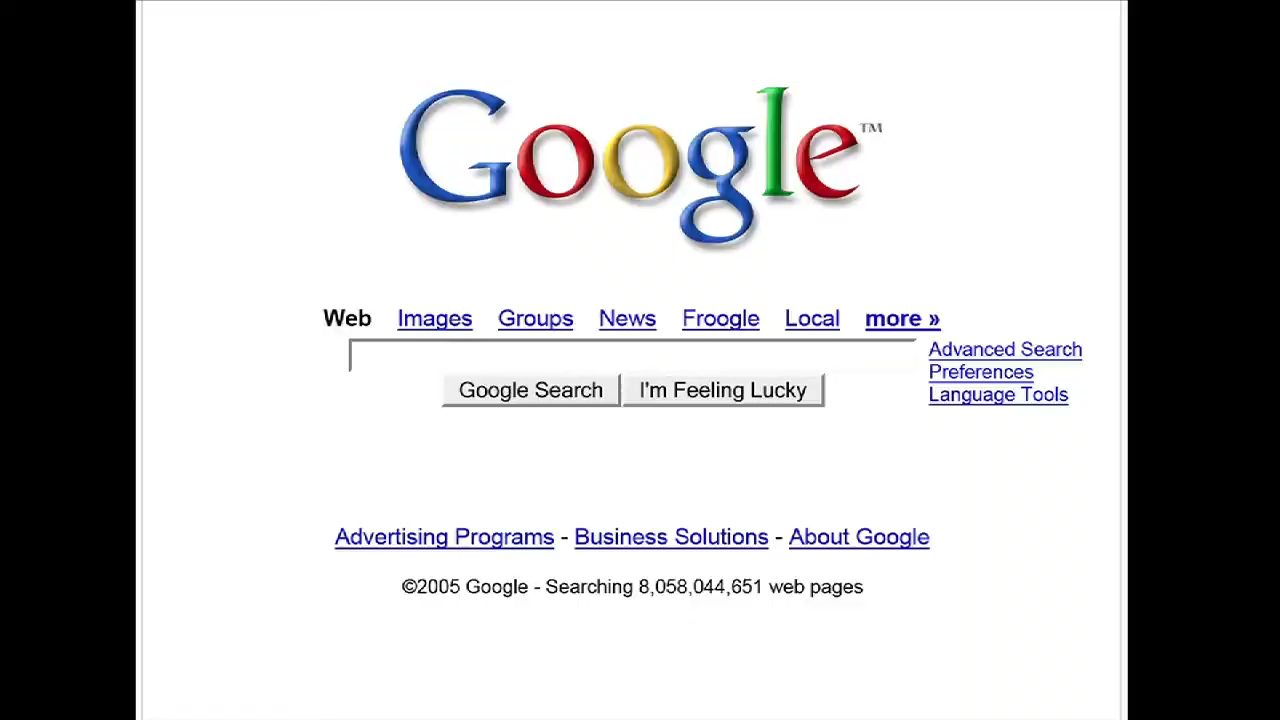 Google™
Web Images Groups News Froogle Local more »
Advanced Search
Preferences
Language Tools
Google Search I'm Feeling Lucky
Advertising Programs - Business Solutions - About Google
©2005 Google - Searching 8,058,044,651 web pages